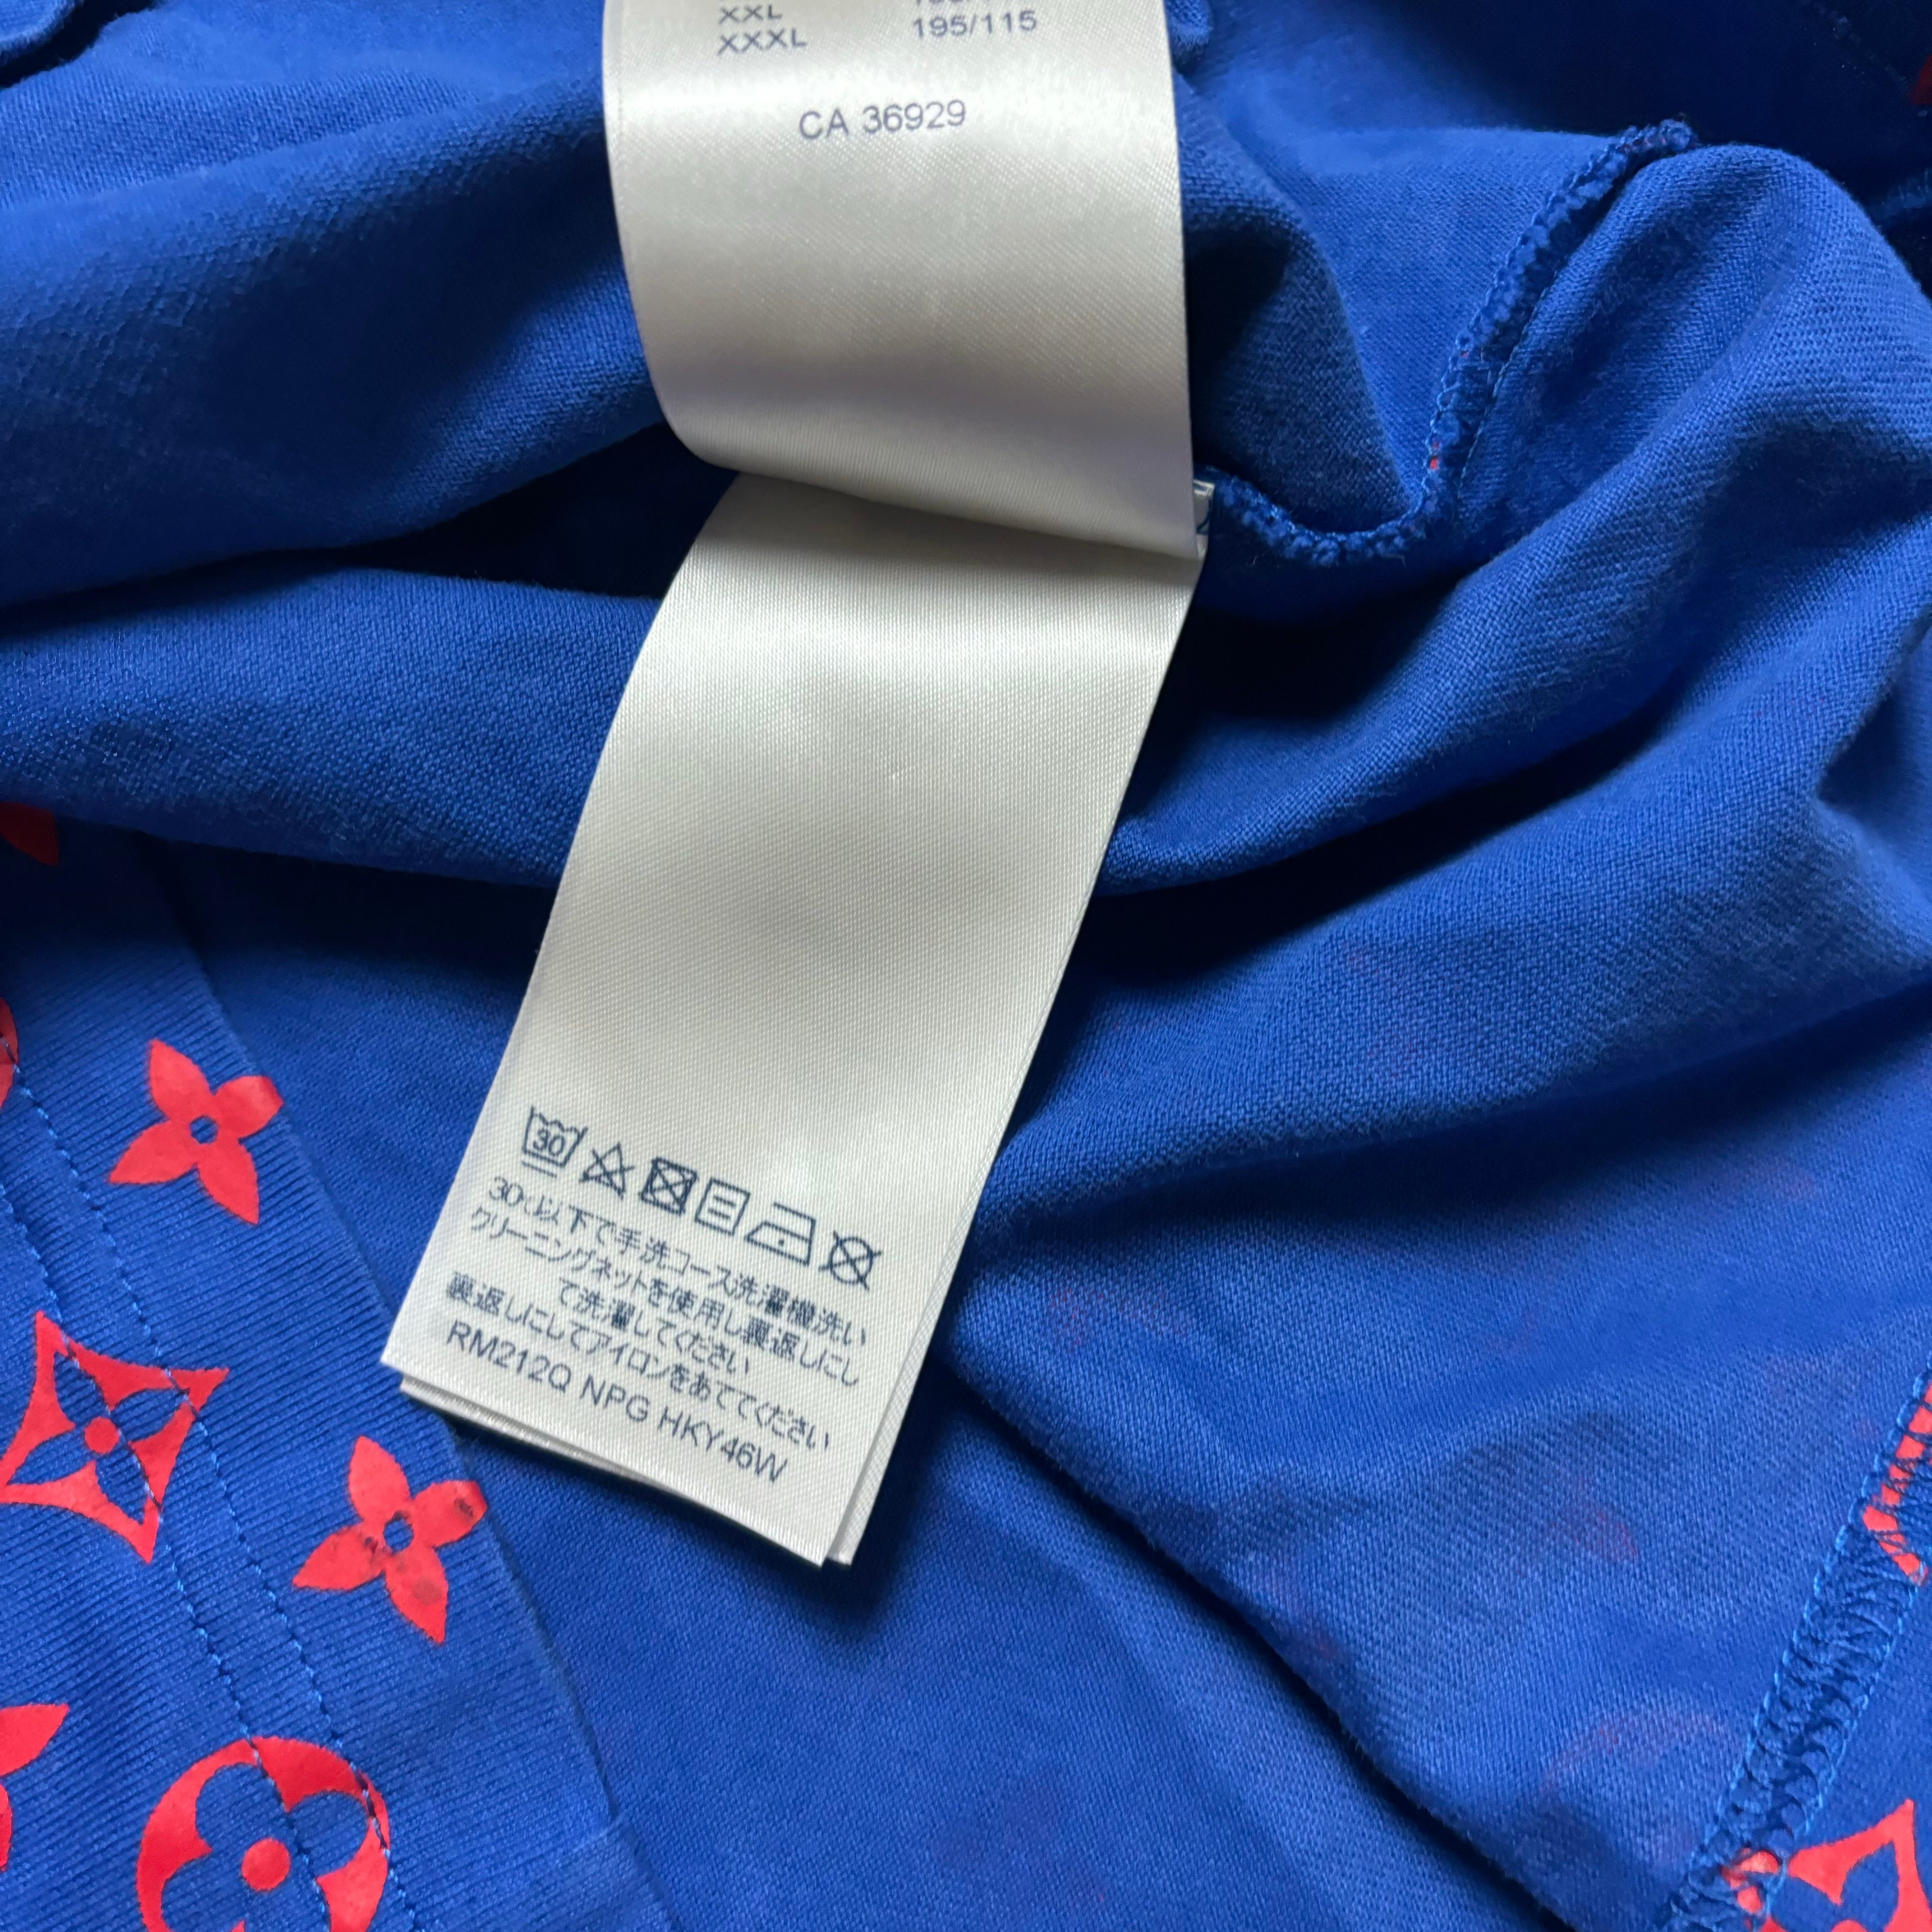 XXL
XXXL 195/115
CA 36929
30
30℃以下で手洗コース洗濯機洗い
クリーニングネットを使用し裏返しにし
て洗濯してください
裏返しにしてアイロンをあててください
RM212Q NPG HKY46W